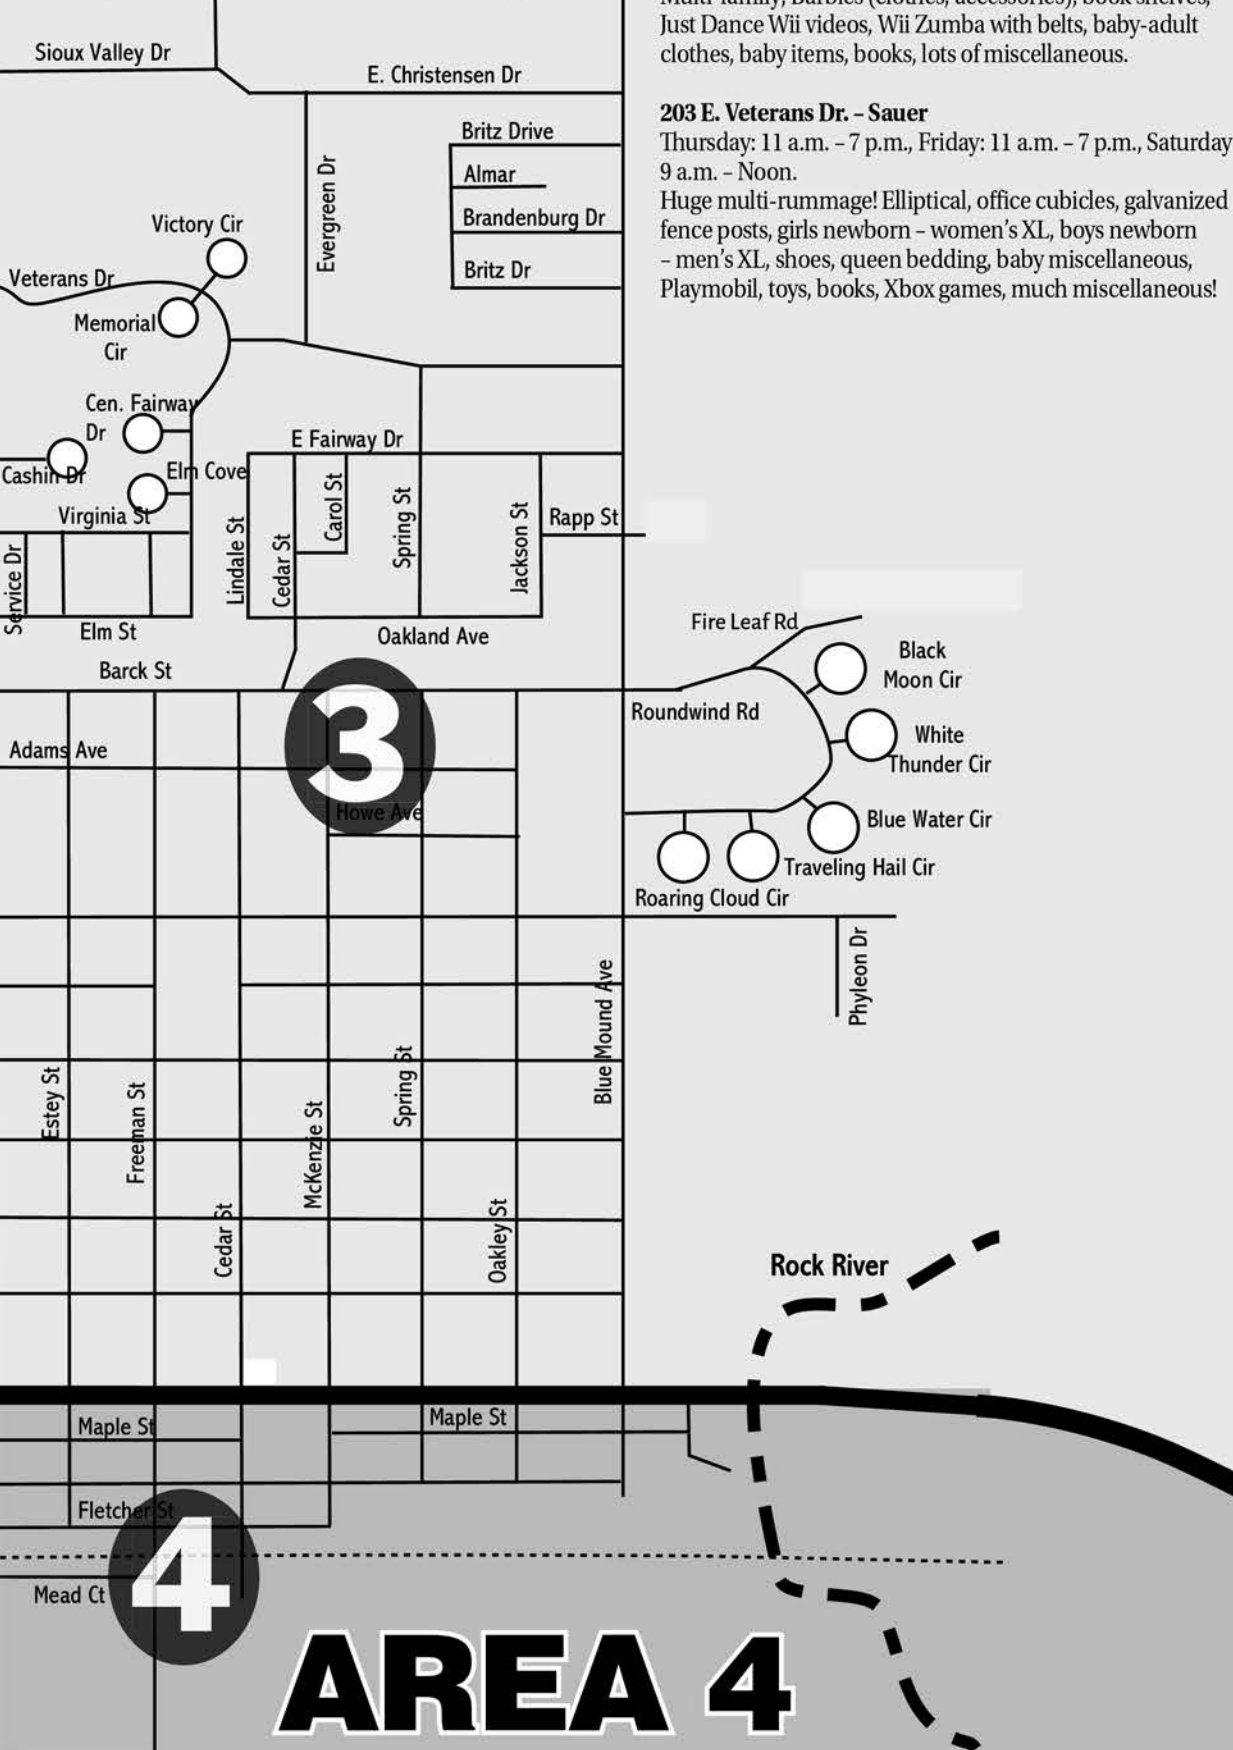 Multi-family, Barbies (clothes, accessories), book shelves,
Just Dance Wii videos, Wii Zumba with belts, baby-adult
clothes, baby items, books, lots of miscellaneous.
203 E. Veterans Dr. – Sauer
Thursday: 11 a.m. – 7 p.m., Friday: 11 a.m. – 7 p.m., Saturday
9 a.m. – Noon.
Huge multi-rummage! Elliptical, office cubicles, galvanized
fence posts, girls newborn – women's XL, boys newborn
– men's XL, shoes, queen bedding, baby miscellaneous,
Playmobil, toys, books, Xbox games, much miscellaneous!
Sioux Valley Dr
E. Christensen Dr
Britz Drive
Almar
Brandenburg Dr
Britz Dr
Evergreen Dr
Victory Cir
Veterans Dr
Memorial
Cir
Cen. Fairway
Dr
Cashin Dr
Elm Cove
Virginia St
Service Dr
Elm St
E Fairway Dr
Lindale St
Cedar St
Carol St
Spring St
Jackson St
Rapp St
Oakland Ave
Barck St
Fire Leaf Rd
Black
Moon Cir
Roundwind Rd
White
Thunder Cir
Blue Water Cir
Traveling Hail Cir
Roaring Cloud Cir
3
Adams Ave
Howe Ave
Phyleon Dr
Blue Mound Ave
Estey St
Freeman St
Cedar St
McKenzie St
Spring St
Oakley St
Rock River
Maple St
Maple St
Fletcher St
4
Mead Ct
AREA 4